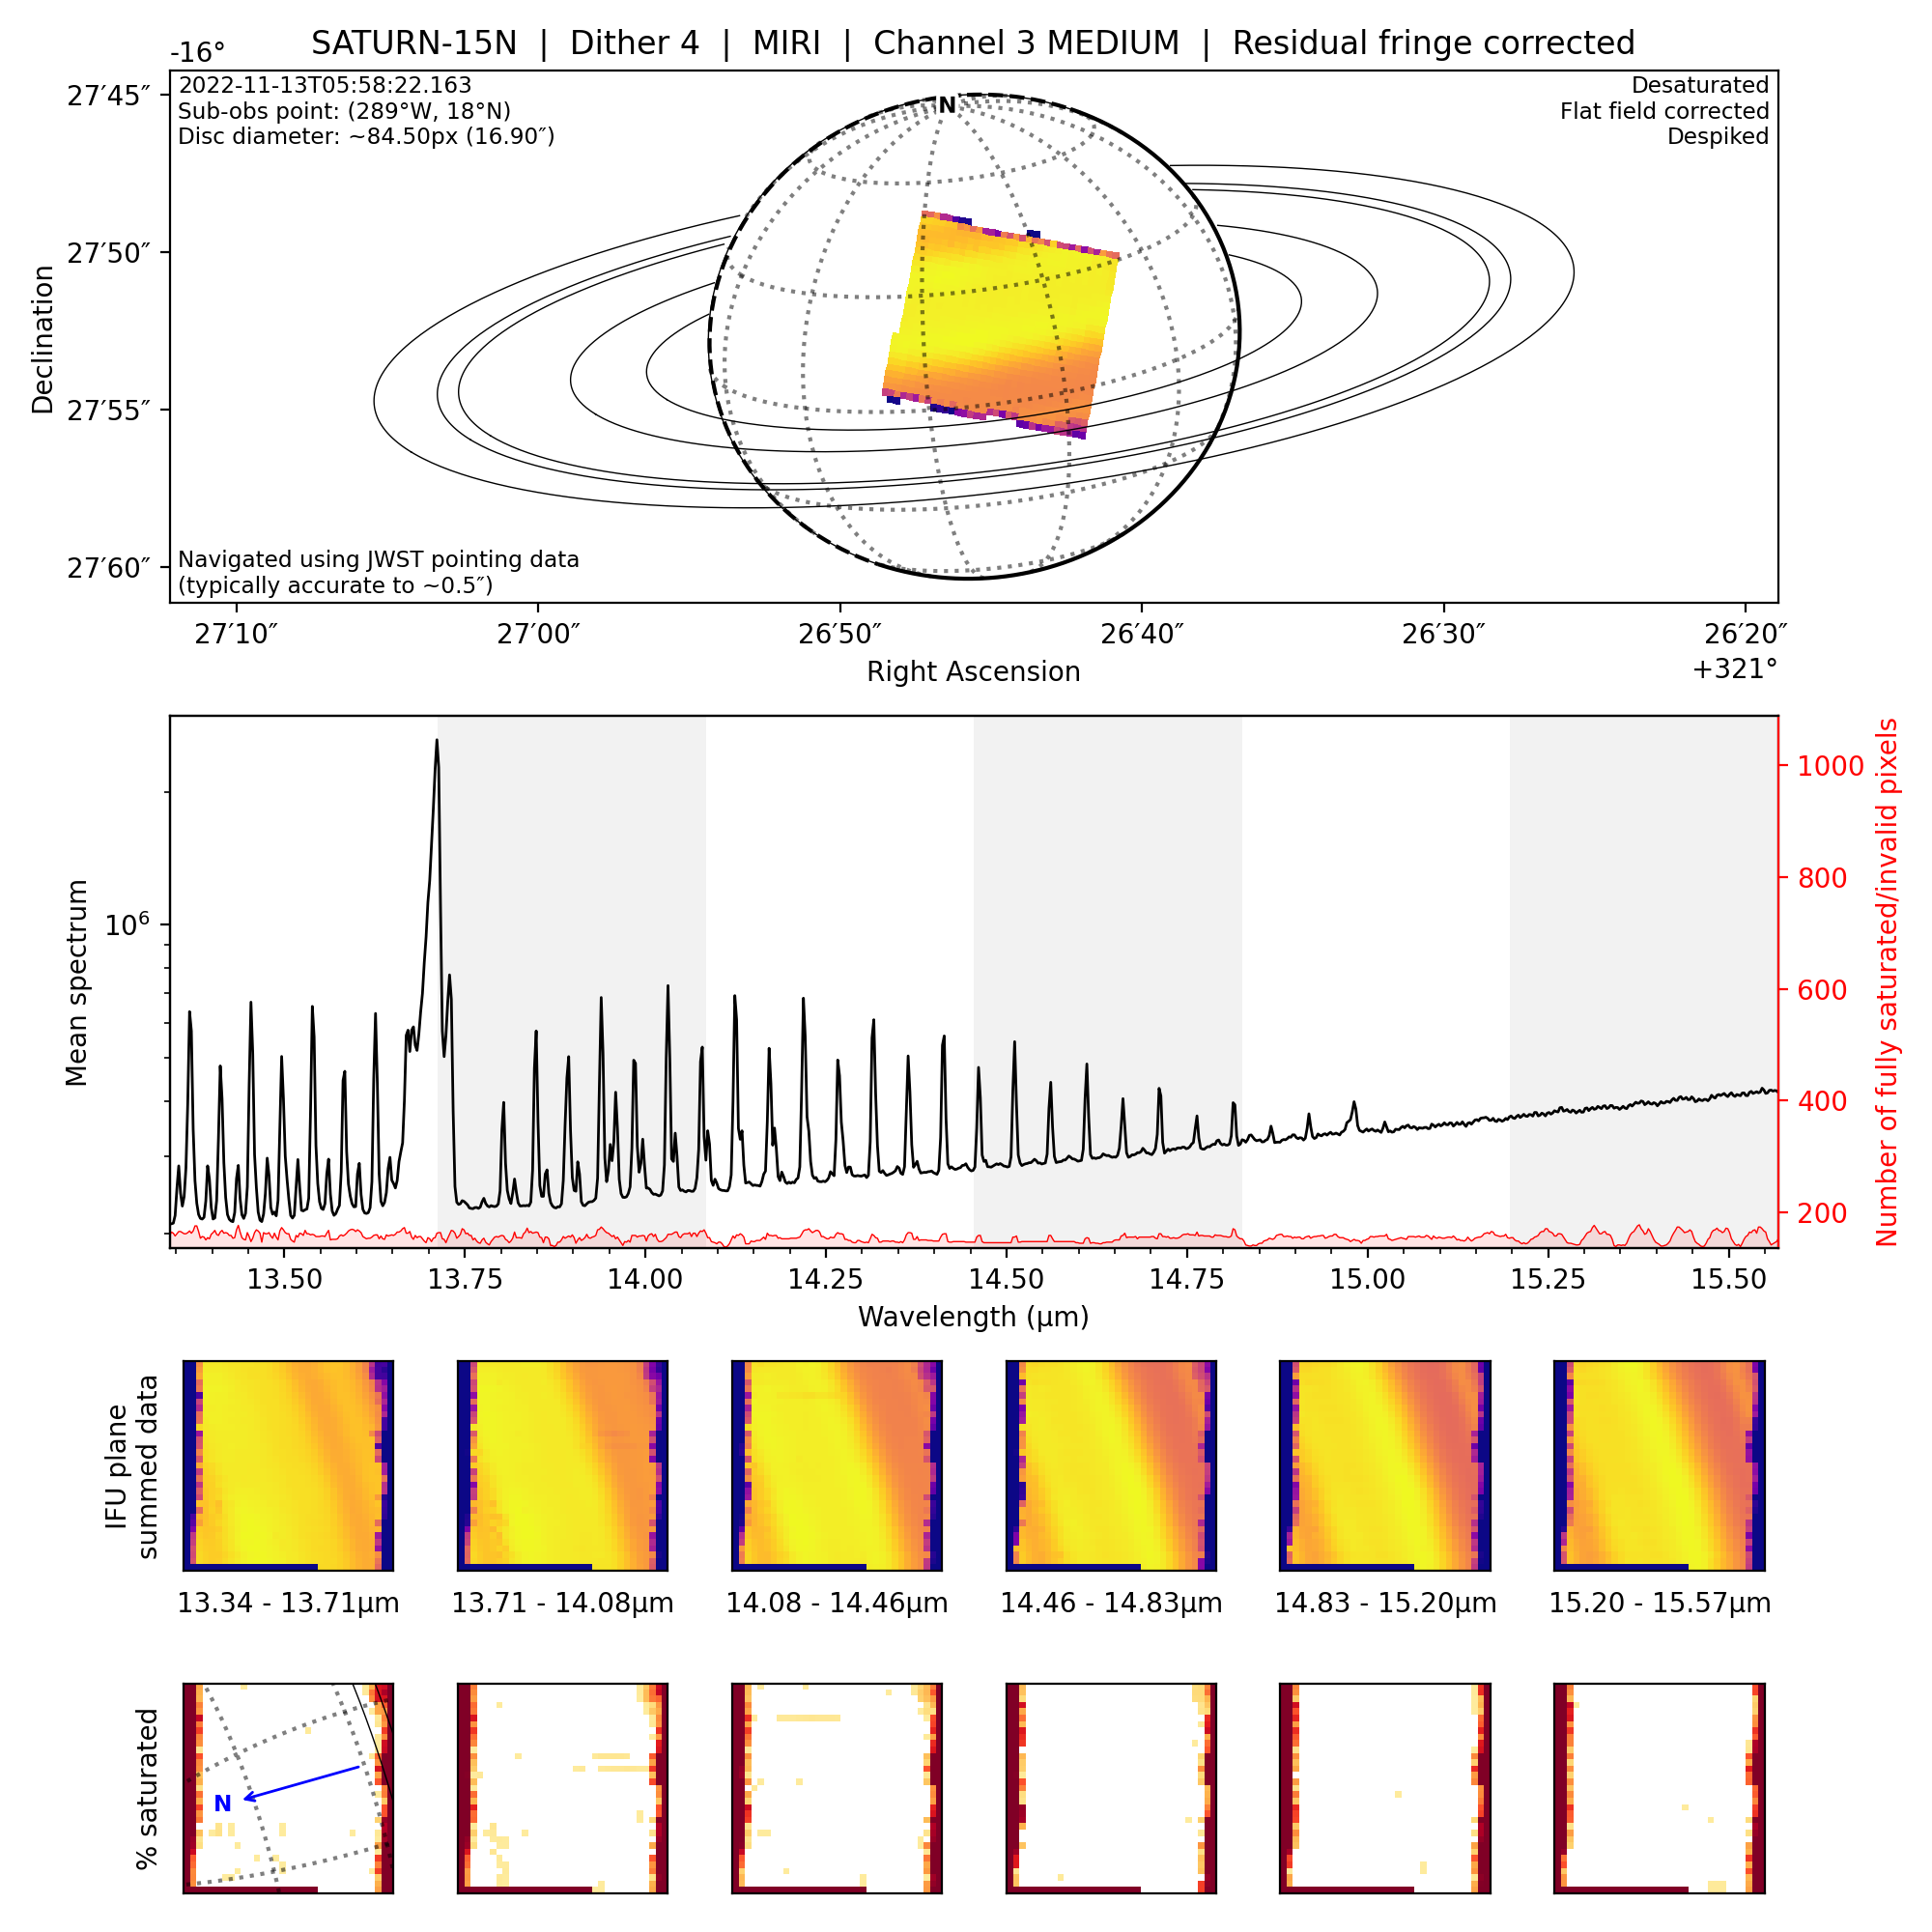 SATURN-15N | Dither 4 | MIRI | Channel 3 MEDIUM | Residual fringe corrected
-16°
2022-11-13T05:58:22.163
Sub-obs point: (289°W, 18°N)
Disc diameter: ~84.50px (16.90″)
Desaturated
Flat field corrected
Despiked
N
27′45″
27′50″
27′55″
27′60″
Declination
Navigated using JWST pointing data
(typically accurate to ~0.5″)
27′10″ 27′00″ 26′50″ 26′40″ 26′30″ 26′20″
Right Ascension
+321°
Mean spectrum
10⁶
1000
800
600
400
200
Number of fully saturated/invalid pixels
13.50 13.75 14.00 14.25 14.50 14.75 15.00 15.25 15.50
Wavelength (µm)
IFU plane
summed data
13.34 - 13.71µm 13.71 - 14.08µm 14.08 - 14.46µm 14.46 - 14.83µm 14.83 - 15.20µm 15.20 - 15.57µm
% saturated
N